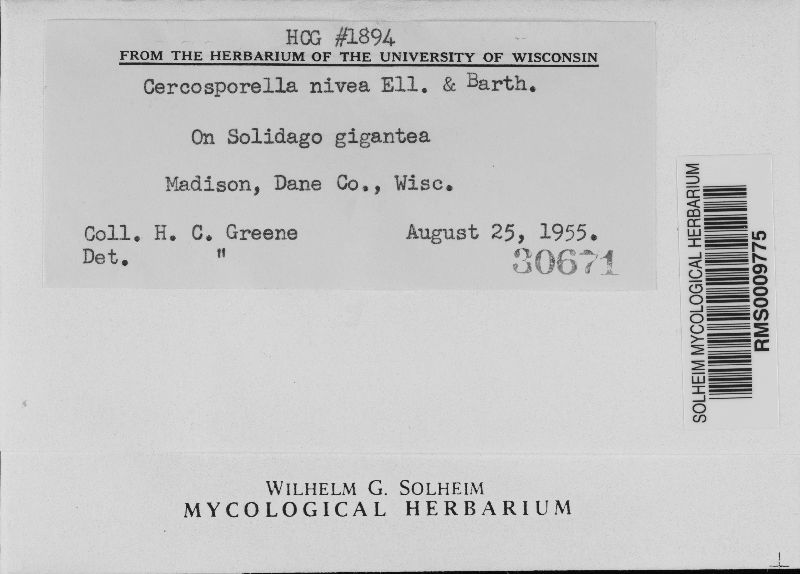 HCG #1894
FROM THE HERBARIUM OF THE UNIVERSITY OF WISCONSIN
Cercosporella nivea Ell. & Barth.
On Solidago gigantea
Madison, Dane Co., Wisc.
Coll. H. C. Greene August 25, 1955.
Det. "
30671
SOLHEIM MYCOLOGICAL HERBARIUM
RMS0009775
WILHELM G. SOLHEIM
MYCOLOGICAL HERBARIUM